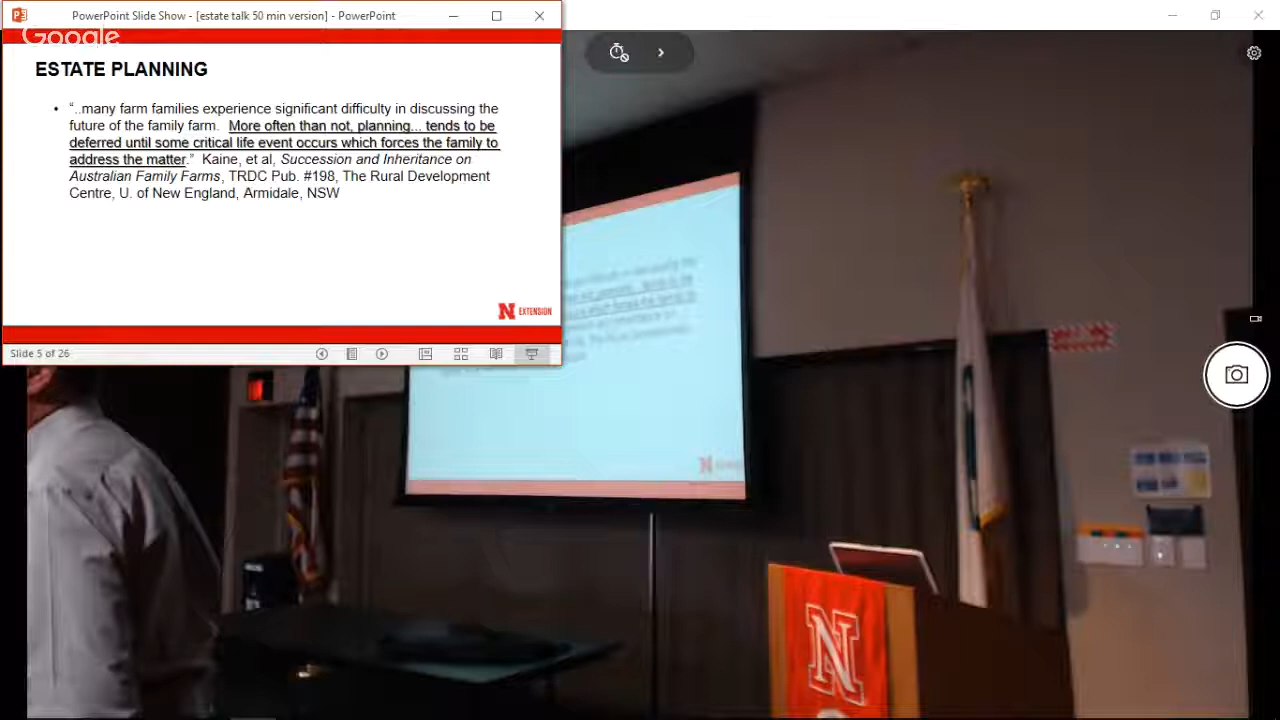 PowerPoint Slide Show - [estate talk 50 min version] - PowerPoint
Google
ESTATE PLANNING
• “..many farm families experience significant difficulty in discussing the
future of the family farm. More often than not, planning... tends to be
deferred until some critical life event occurs which forces the family to
address the matter.” Kaine, et al, Succession and Inheritance on
Australian Family Farms, TRDC Pub. #198, The Rural Development
Centre, U. of New England, Armidale, NSW
N EXTENSION
Slide 5 of 26
N
N